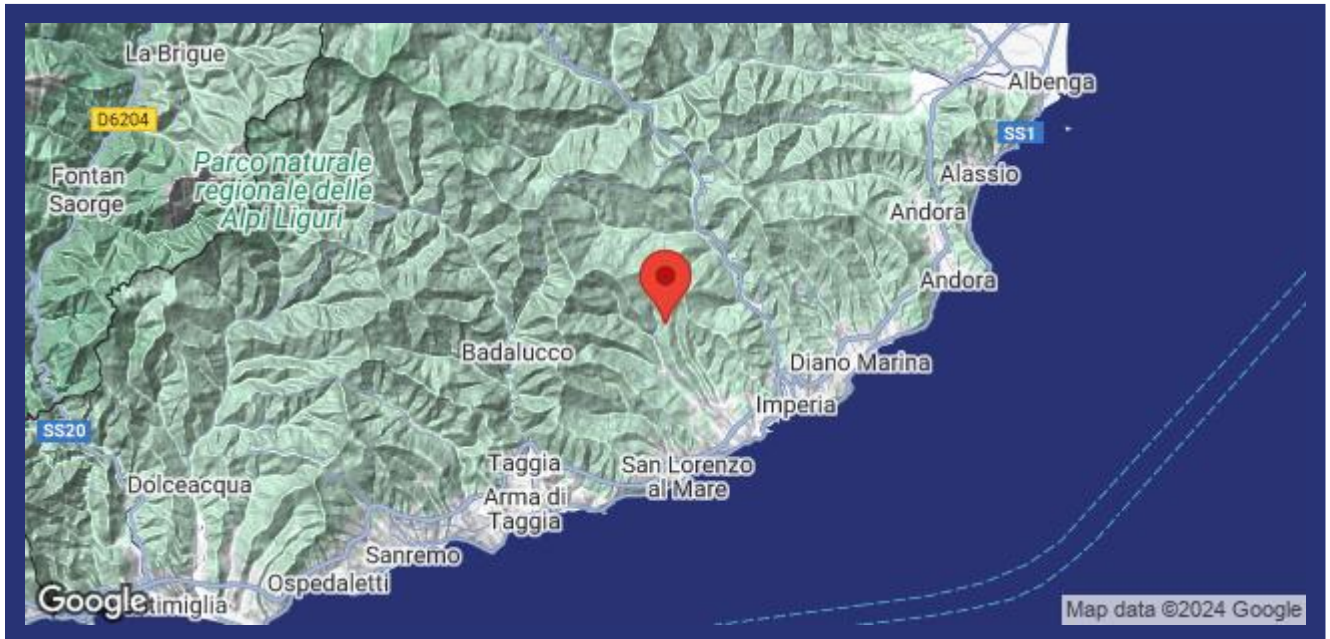 La Brigue
Albenga
D6204
SS1
Parco naturale
regionale delle
Alpi Liguri
Fontan
Saorge
Alassio
Andora
Andora
Badalucco
Diano Marina
Imperia
SS20
Taggia
San Lorenzo
al Mare
Dolceacqua
Arma di
Taggia
Sanremo
Ospedaletti
Google
timiglia
Map data ©2024 Google